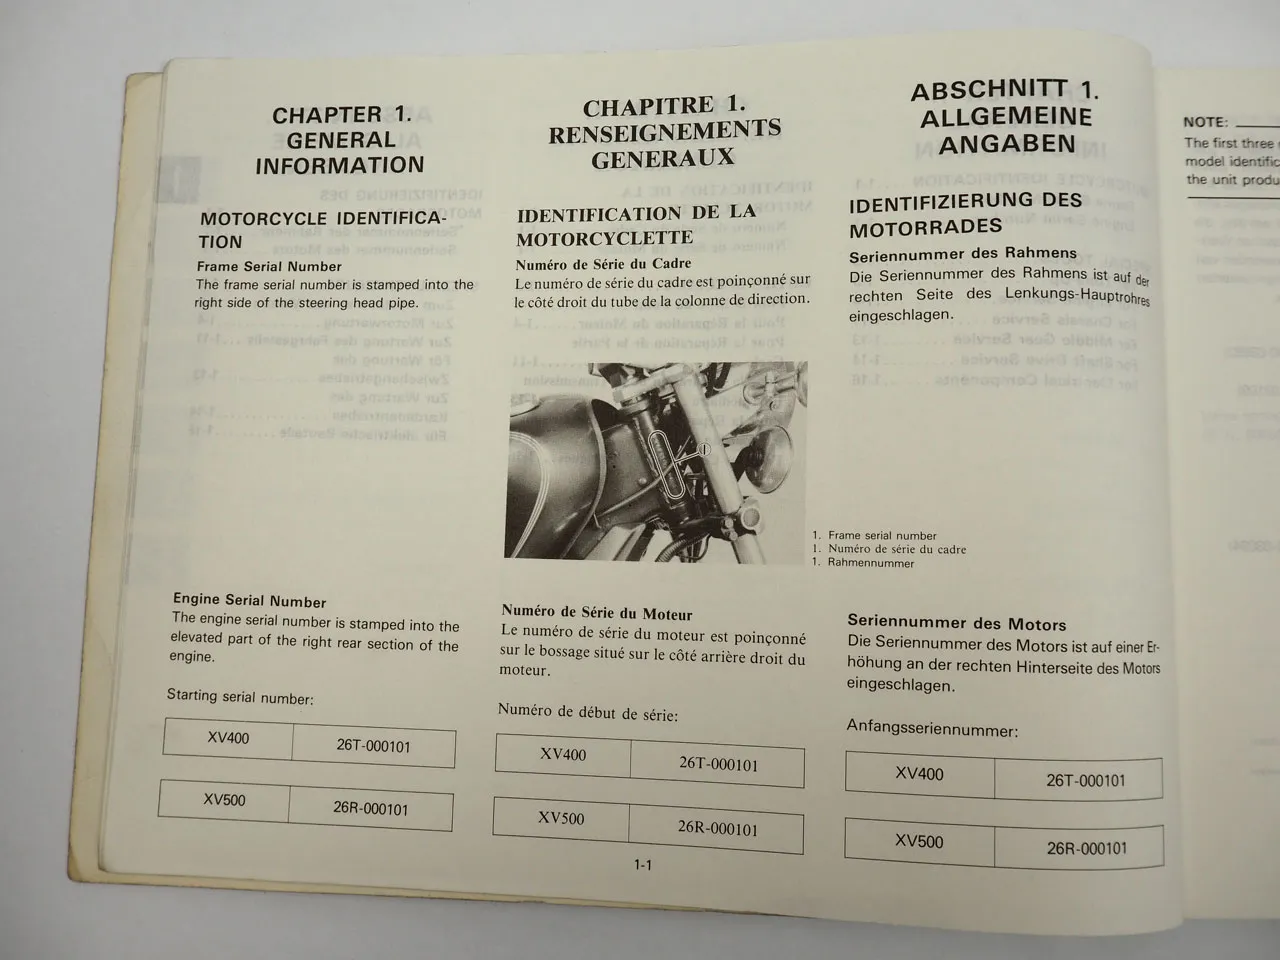 CHAPTER 1.
GENERAL
INFORMATION
MOTORCYCLE IDENTIFICA-
TION
Frame Serial Number
The frame serial number is stamped into the
right side of the steering head pipe.
Engine Serial Number
The engine serial number is stamped into the
elevated part of the right rear section of the
engine.
Starting serial number:
XV400 26T-000101
XV500 26R-000101
CHAPITRE 1.
RENSEIGNEMENTS
GENERAUX
IDENTIFICATION DE LA
MOTORCYCLETTE
Numéro de Série du Cadre
Le numéro de série du cadre est poinçonné sur
le côté droit du tube de la colonne de direction.
1
1. Frame serial number
1. Numéro de série du cadre
1. Rahmennummer
Numéro de Série du Moteur
Le numéro de série du moteur est poinçonné
sur le bossage situé sur le côté arrière droit du
moteur.
Numéro de début de série:
XV400 26T-000101
XV500 26R-000101
ABSCHNITT 1.
ALLGEMEINE
ANGABEN
IDENTIFIZIERUNG DES
MOTORRADES
Seriennummer des Rahmens
Die Seriennummer des Rahmens ist auf der
rechten Seite des Lenkungs-Hauptrohres
eingeschlagen.
Seriennummer des Motors
Die Seriennummer des Motors ist auf einer Er-
höhung an der rechten Hinterseite des Motors
eingeschlagen.
Anfangsseriennummer:
XV400 26T-000101
XV500 26R-000101
1-1
NOTE:
The first three
model identific
the unit produ